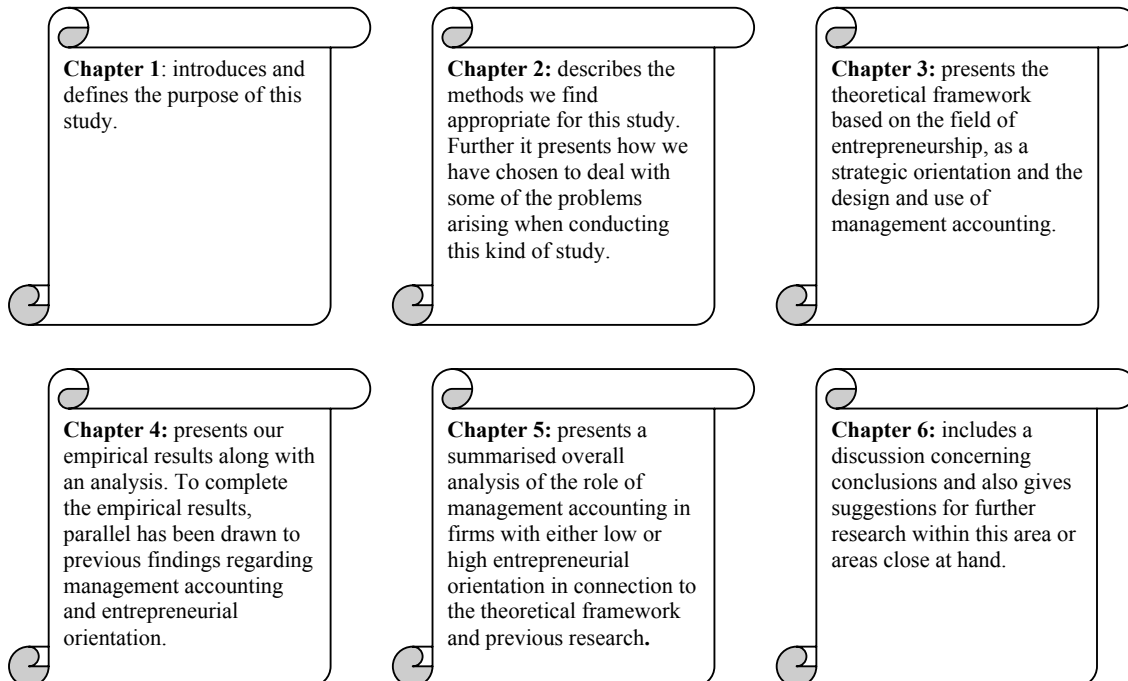 Chapter 1: introduces and
defines the purpose of this
study.
Chapter 2: describes the
methods we find
appropriate for this study.
Further it presents how we
have chosen to deal with
some of the problems
arising when conducting
this kind of study.
Chapter 3: presents the
theoretical framework
based on the field of
entrepreneurship, as a
strategic orientation and the
design and use of
management accounting.
Chapter 4: presents our
empirical results along with
an analysis. To complete
the empirical results,
parallel has been drawn to
previous findings regarding
management accounting
and entrepreneurial
orientation.
Chapter 5: presents a
summarised overall
analysis of the role of
management accounting in
firms with either low or
high entrepreneurial
orientation in connection to
the theoretical framework
and previous research.
Chapter 6: includes a
discussion concerning
conclusions and also gives
suggestions for further
research within this area or
areas close at hand.